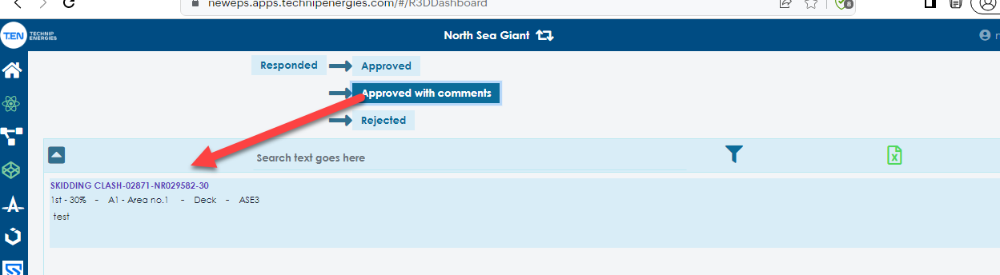 neweps.apps.technipenergies.com/#/R3DDashboard
8
T.EN TECHNIP ENERGIES
North Sea Giant
Responded
Approved
Approved with comments
Rejected
Search text goes here
SKIDDING CLASH-02871-NR029582-30
1st - 30% - A1 - Area no.1 - Deck - ASE3
test